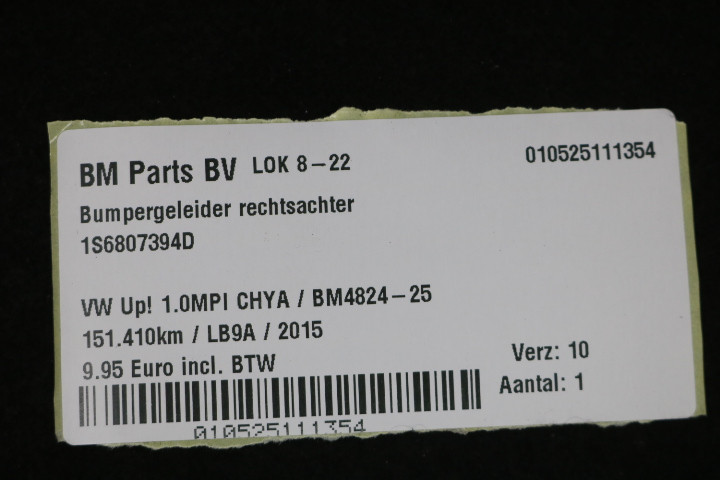 BM Parts BV LOK 8-22 010525111354
Bumpergeleider rechtsachter
1S6807394D
VW Up! 1.0MPI CHYA / BM4824-25
151.410km / LB9A / 2015
9.95 Euro incl. BTW
Verz: 10
Aantal: 1
010525111354